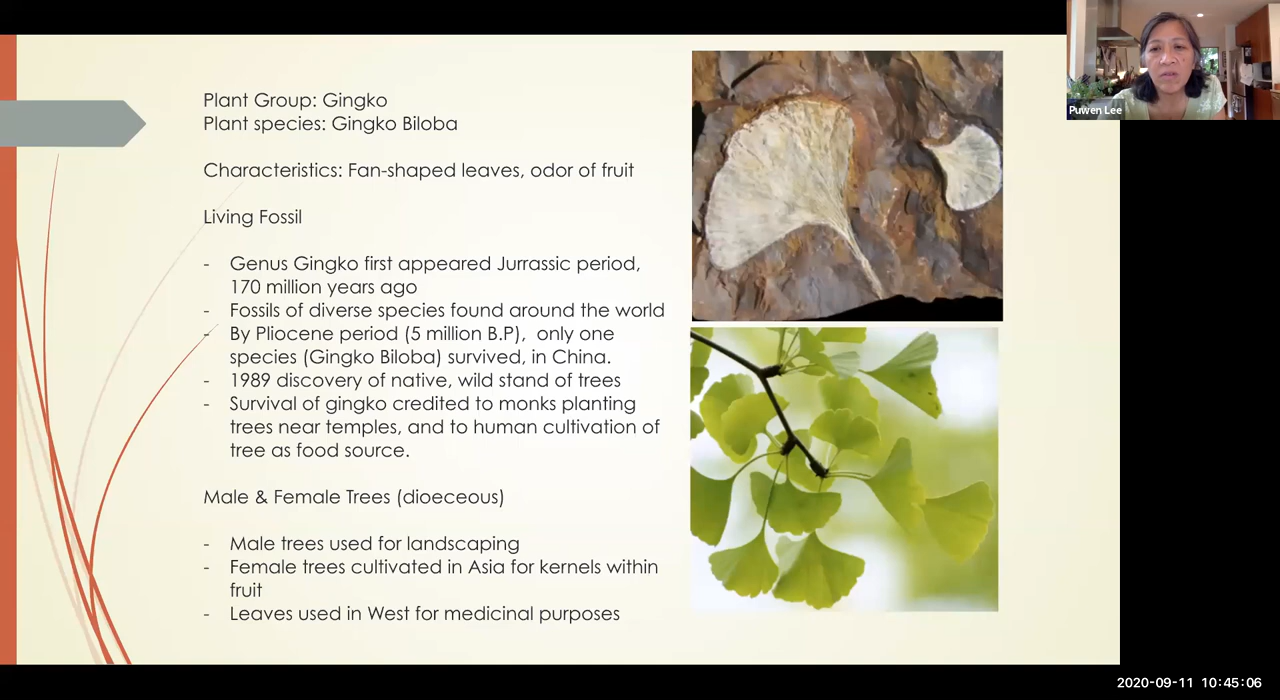 Plant Group: Gingko
Plant species: Gingko Biloba
Characteristics: Fan-shaped leaves, odor of fruit
Living Fossil
- Genus Gingko first appeared Jurrassic period,
170 million years ago
- Fossils of diverse species found around the world
- By Pliocene period (5 million B.P), only one
species (Gingko Biloba) survived, in China.
- 1989 discovery of native, wild stand of trees
- Survival of gingko credited to monks planting
trees near temples, and to human cultivation of
tree as food source.
Male & Female Trees (dioeceous)
- Male trees used for landscaping
- Female trees cultivated in Asia for kernels within
fruit
- Leaves used in West for medicinal purposes
Puwen Lee
2020-09-11 10:45:06